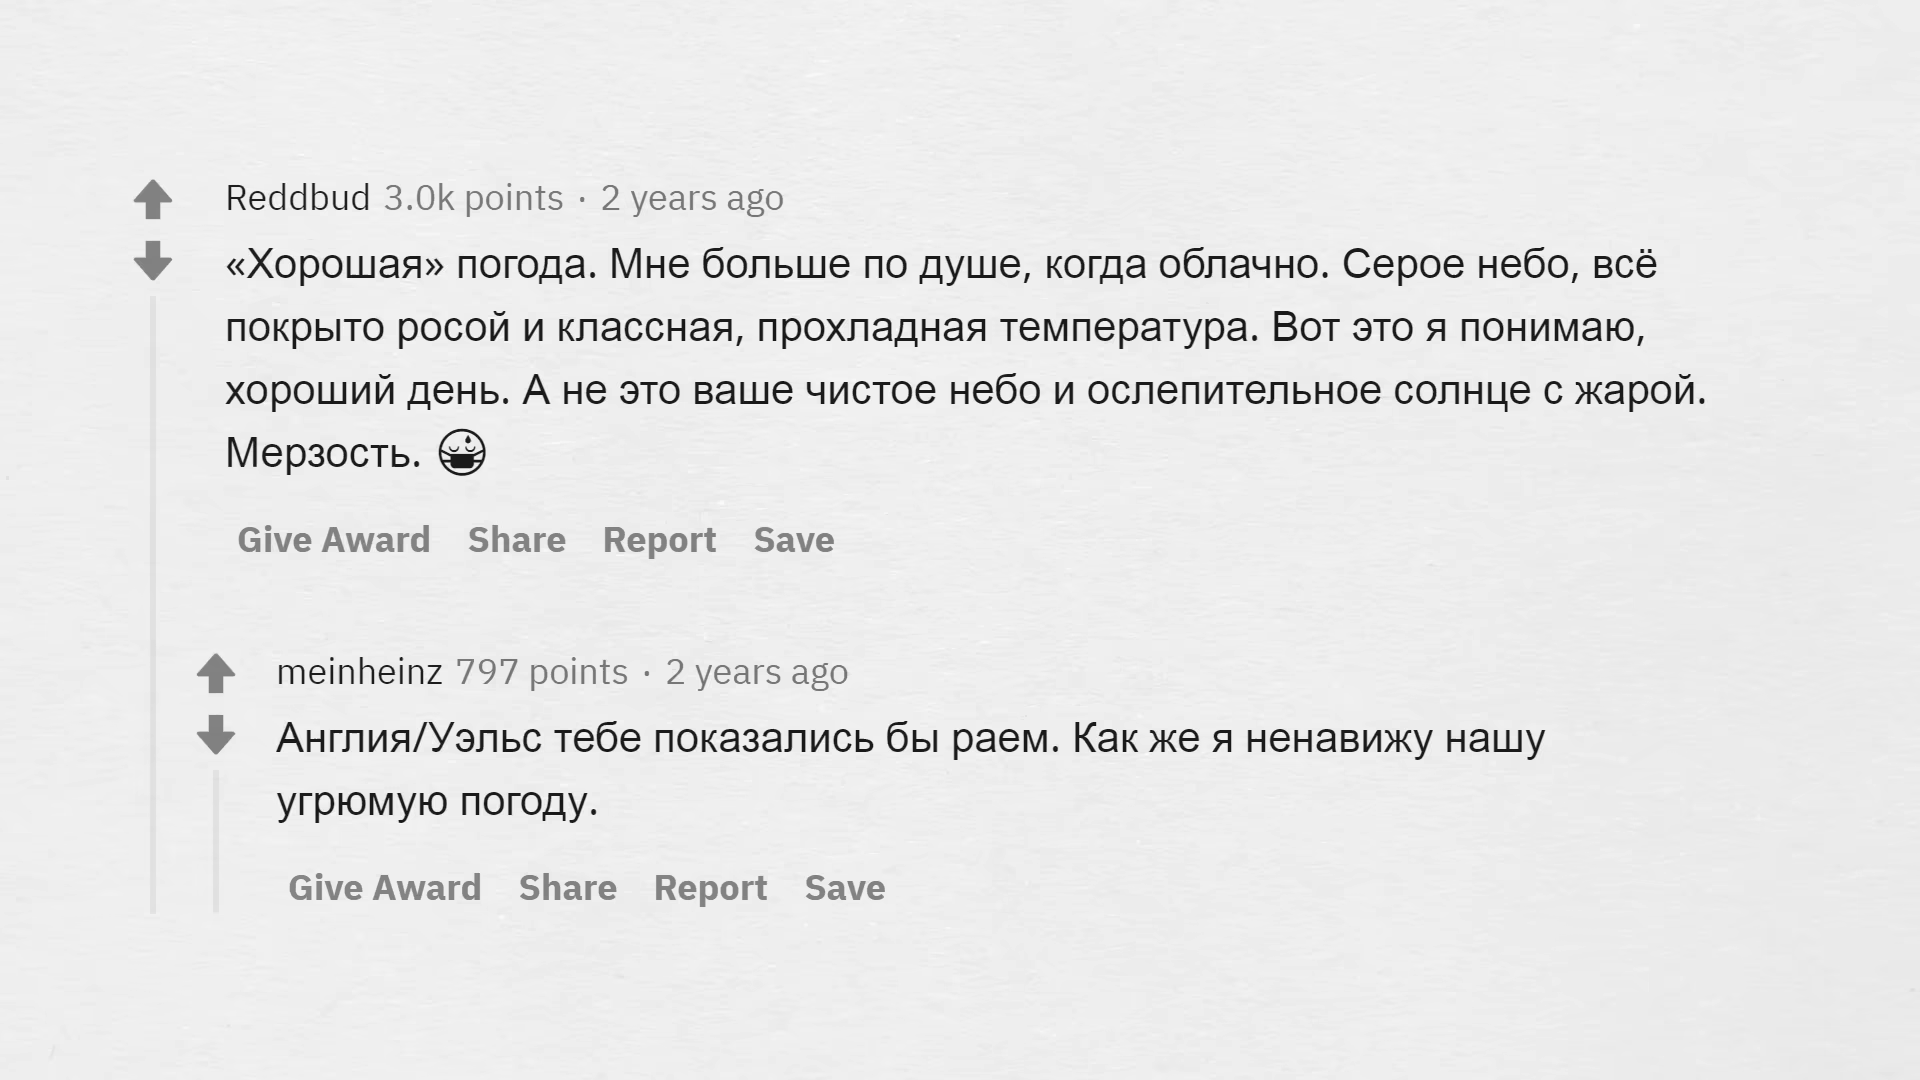 Reddbud 3.0k points · 2 years ago
«Хорошая» погода. Мне больше по душе, когда облачно. Серое небо, всё
покрыто росой и классная, прохладная температура. Вот это я понимаю,
хороший день. А не это ваше чистое небо и ослепительное солнце с жарой.
Мерзость. 😷
Give Award Share Report Save
meinheinz 797 points · 2 years ago
Англия/Уэльс тебе показались бы раем. Как же я ненавижу нашу
угрюмую погоду.
Give Award Share Report Save